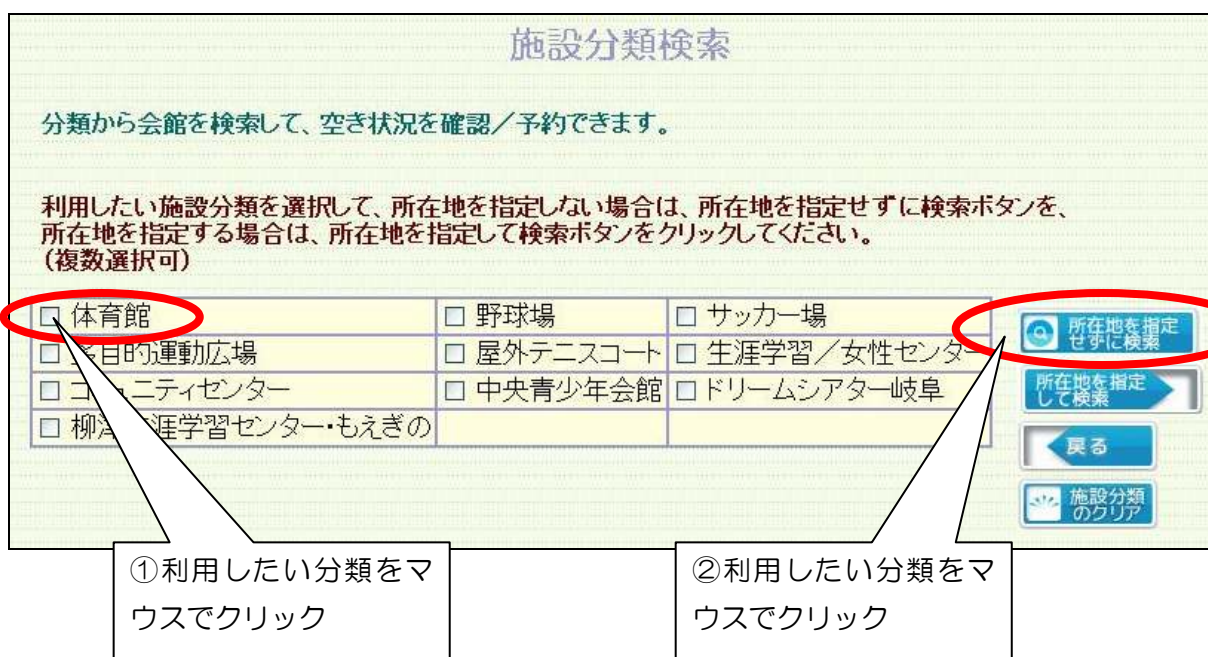 施設分類検索
分類から会館を検索して、空き状況を確認／予約できます。
利用したい施設分類を選択して、所在地を指定しない場合は、所在地を指定せずに検索ボタンを、
所在地を指定する場合は、所在地を指定して検索ボタンをクリックしてください。
（複数選択可）
体育館 野球場 サッカー場
目的運動広場 屋外テニスコート 生涯学習／女性センター
ニティセンター 中央青少年会館 ドリームシアター岐阜
柳津 涯学習センター・もえぎの
所在地を指定
せずに検索
所在地を指定
して検索
戻る
施設分類
のクリア
①利用したい分類をマ
ウスでクリック
②利用したい分類をマ
ウスでクリック